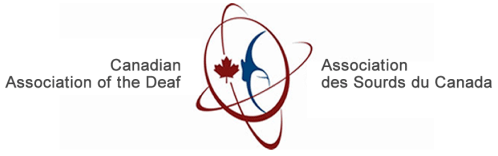 Canadian
Association of the Deaf
Association
des Sourds du Canada